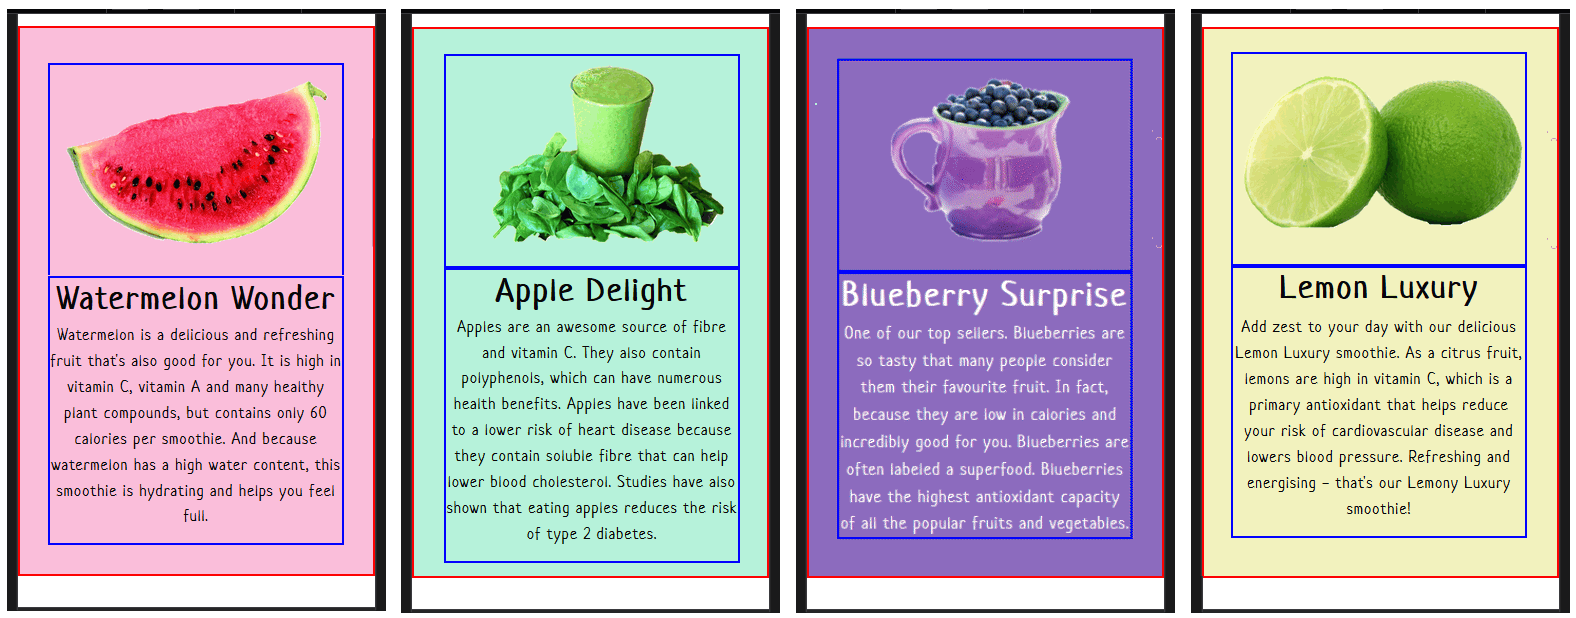 Watermelon Wonder
Watermelon is a delicious and refreshing
fruit that's also good for you. It is high in
vitamin C, vitamin A and many healthy
plant compounds, but contains only 60
calories per smoothie. And because
watermelon has a high water content, this
smoothie is hydrating and helps you feel
full.
Apple Delight
Apples are an awesome source of fibre
and vitamin C. They also contain
polyphenols, which can have numerous
health benefits. Apples have been linked
to a lower risk of heart disease because
they contain soluble fibre that can help
lower blood cholesterol. Studies have also
shown that eating apples reduces the risk
of type 2 diabetes.
Blueberry Surprise
One of our top sellers. Blueberries are
so tasty that many people consider
them their favourite fruit. In fact,
because they are low in calories and
incredibly good for you. Blueberries are
often labeled a superfood. Blueberries
have the highest antioxidant capacity
of all the popular fruits and vegetables.
Lemon Luxury
Add zest to your day with our delicious
Lemon Luxury smoothie. As a citrus fruit,
lemons are high in vitamin C, which is a
primary antioxidant that helps reduce
your risk of cardiovascular disease and
lowers blood pressure. Refreshing and
energising – that's our Lemony Luxury
smoothie!